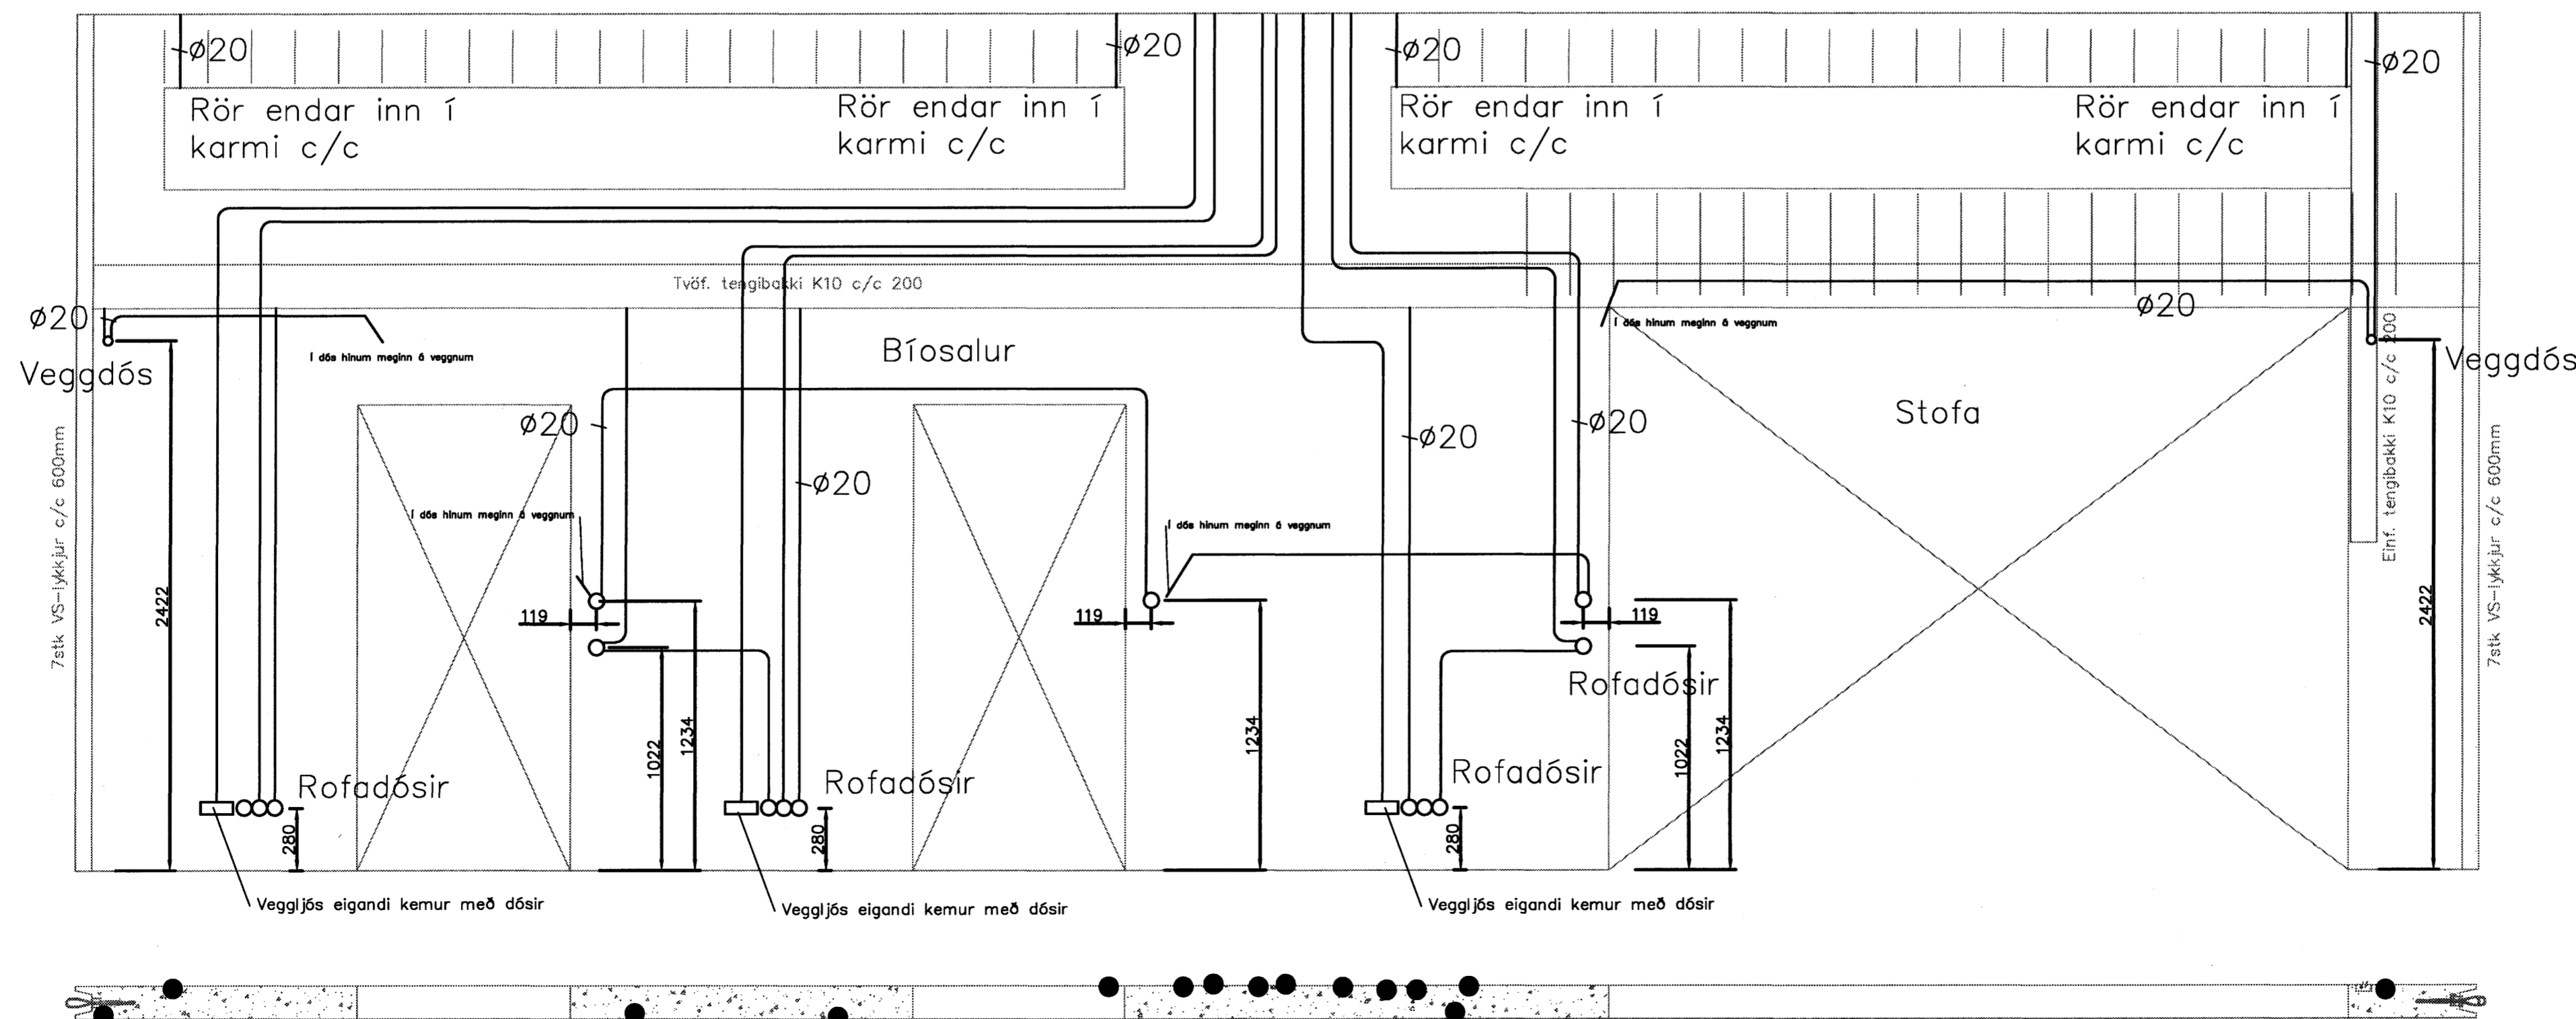 ø20
ø20
ø20
ø20
Rör endar inn í
karmi c/c
Rör endar inn í
karmi c/c
Rör endar inn í
karmi c/c
Rör endar inn í
karmi c/c
Tvöf. tengibakki K10 c/c 200
ø20
Veggdós
Í dós hinum meginn á veggnum
Bíosalur
Í dós hinum meginn á veggnum
ø20
Veggdós
Stofa
ø20
ø20
ø20
ø20
Í dós hinum meginn á veggnum
Í dós hinum meginn á veggnum
7stk VS-lykkjur c/c 600mm
2422
119
119
119
Einf. tengibakki K10 c/c 200
2422
7stk VS-lykkjur c/c 600mm
Rofadósir
1022
1234
1234
1022
1234
Rofadósir
Rofadósir
Rofadósir
280
280
280
Veggljós eigandi kemur með dósir
Veggljós eigandi kemur með dósir
Veggljós eigandi kemur með dósir